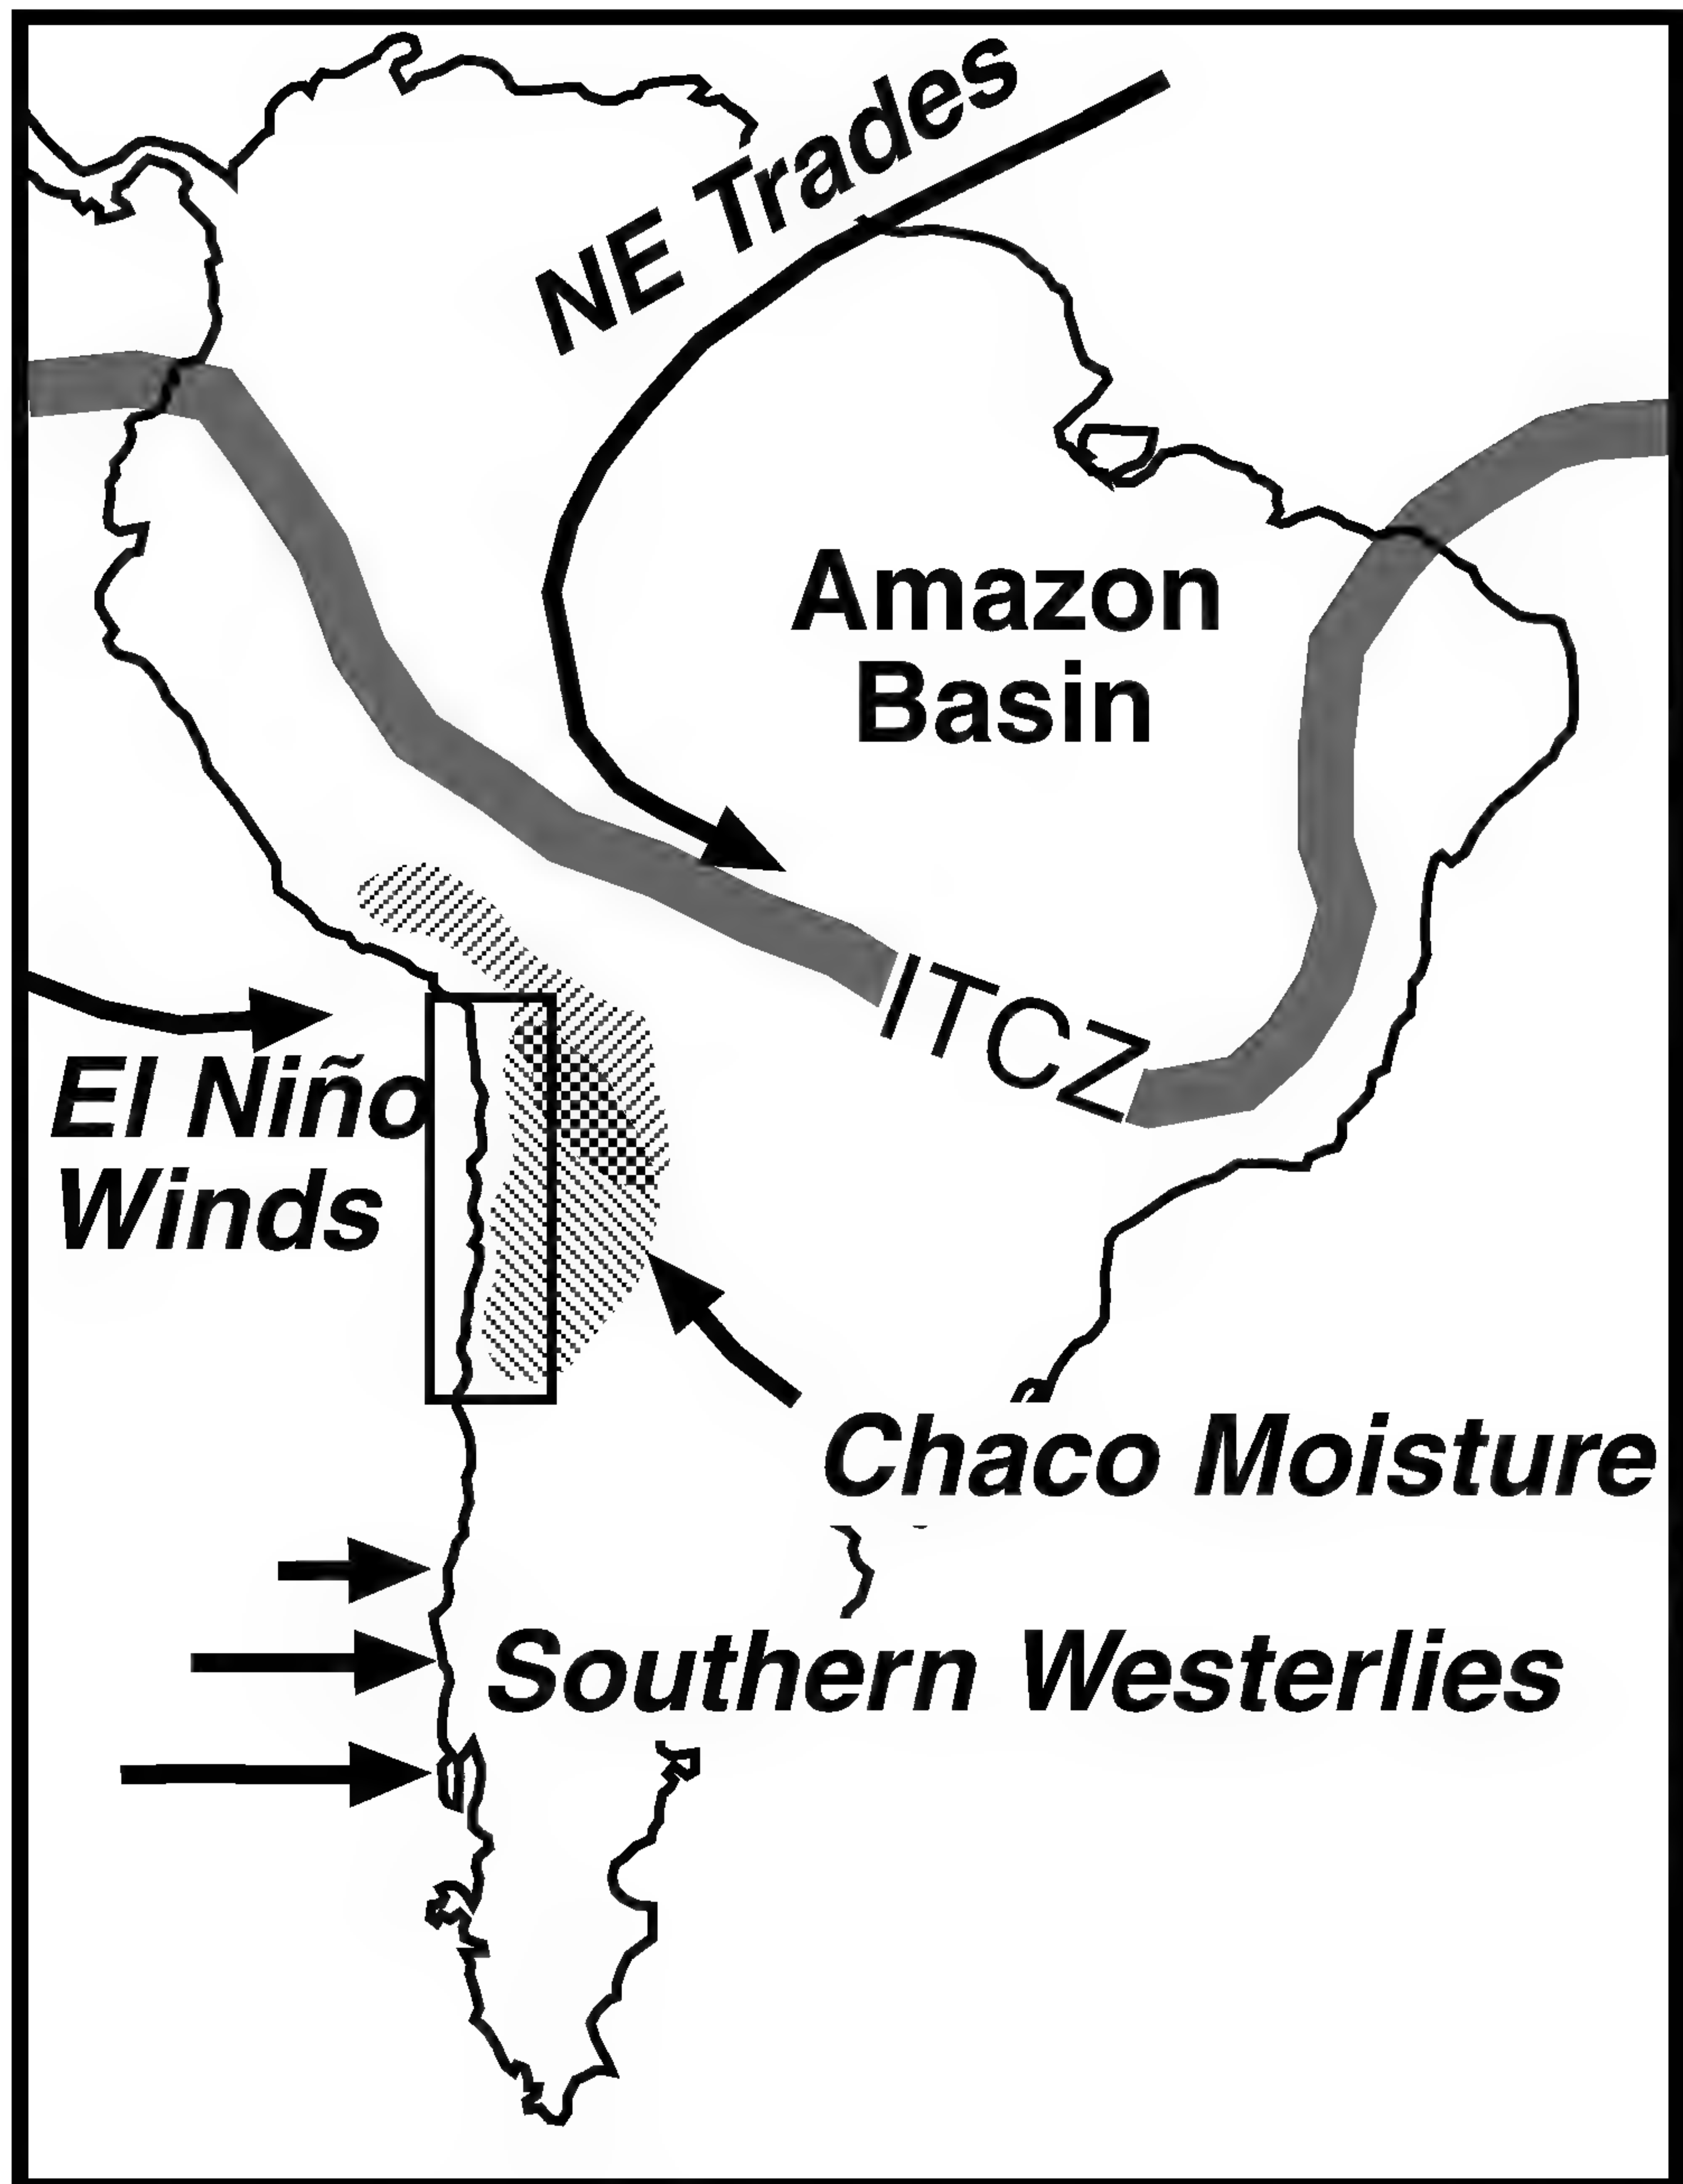 NE Trades
Amazon
Basin
ITCZ
El Niño
Winds
Chaco Moisture
Southern Westerlies